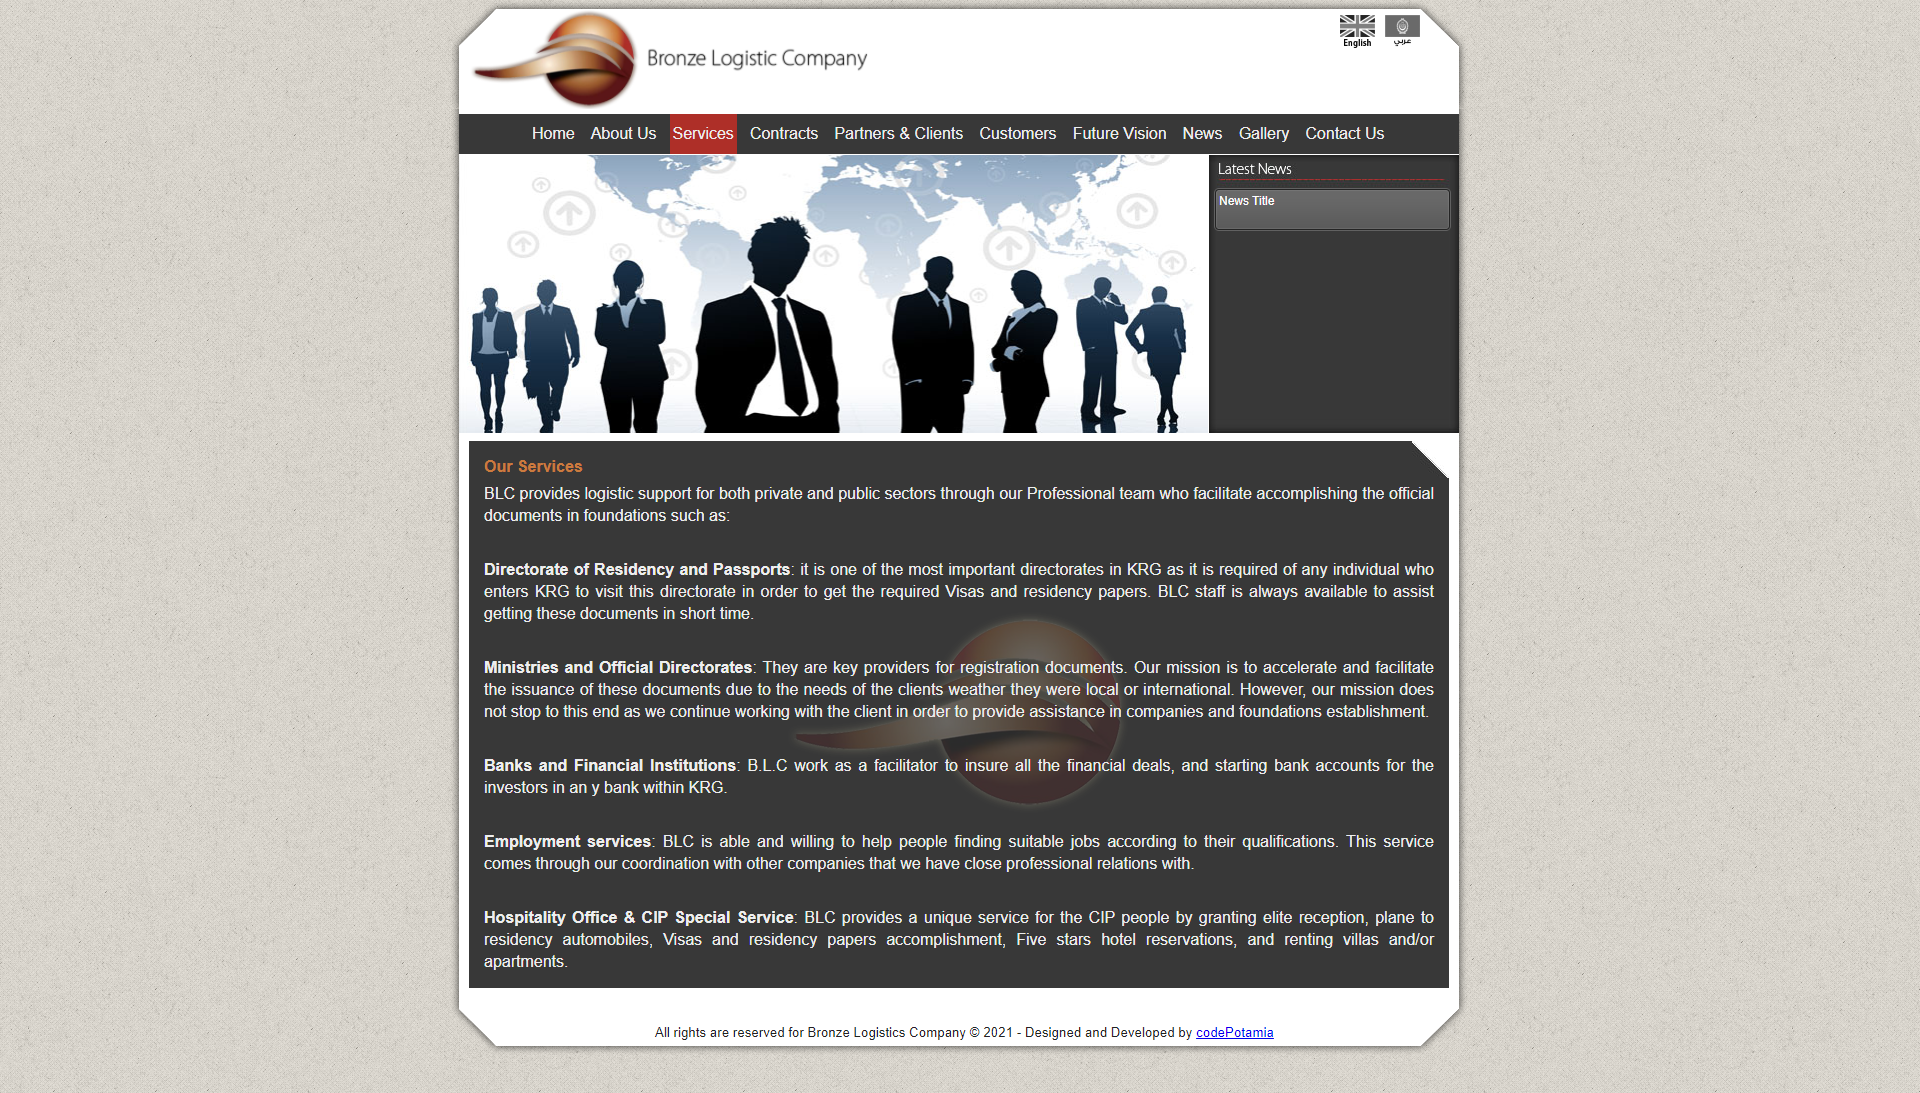 Bronze Logistic Company
English
عربي
Home About Us Services Contracts Partners & Clients Customers Future Vision News Gallery Contact Us
Latest News
News Title
Our Services
BLC provides logistic support for both private and public sectors through our Professional team who facilitate accomplishing the official
documents in foundations such as:
Directorate of Residency and Passports: it is one of the most important directorates in KRG as it is required of any individual who
enters KRG to visit this directorate in order to get the required Visas and residency papers. BLC staff is always available to assist
getting these documents in short time.
Ministries and Official Directorates: They are key providers for registration documents. Our mission is to accelerate and facilitate
the issuance of these documents due to the needs of the clients weather they were local or international. However, our mission does
not stop to this end as we continue working with the client in order to provide assistance in companies and foundations establishment.
Banks and Financial Institutions: B.L.C work as a facilitator to insure all the financial deals, and starting bank accounts for the
investors in an y bank within KRG.
Employment services: BLC is able and willing to help people finding suitable jobs according to their qualifications. This service
comes through our coordination with other companies that we have close professional relations with.
Hospitality Office & CIP Special Service: BLC provides a unique service for the CIP people by granting elite reception, plane to
residency automobiles, Visas and residency papers accomplishment, Five stars hotel reservations, and renting villas and/or
apartments.
All rights are reserved for Bronze Logistics Company © 2021 - Designed and Developed by codePotamia